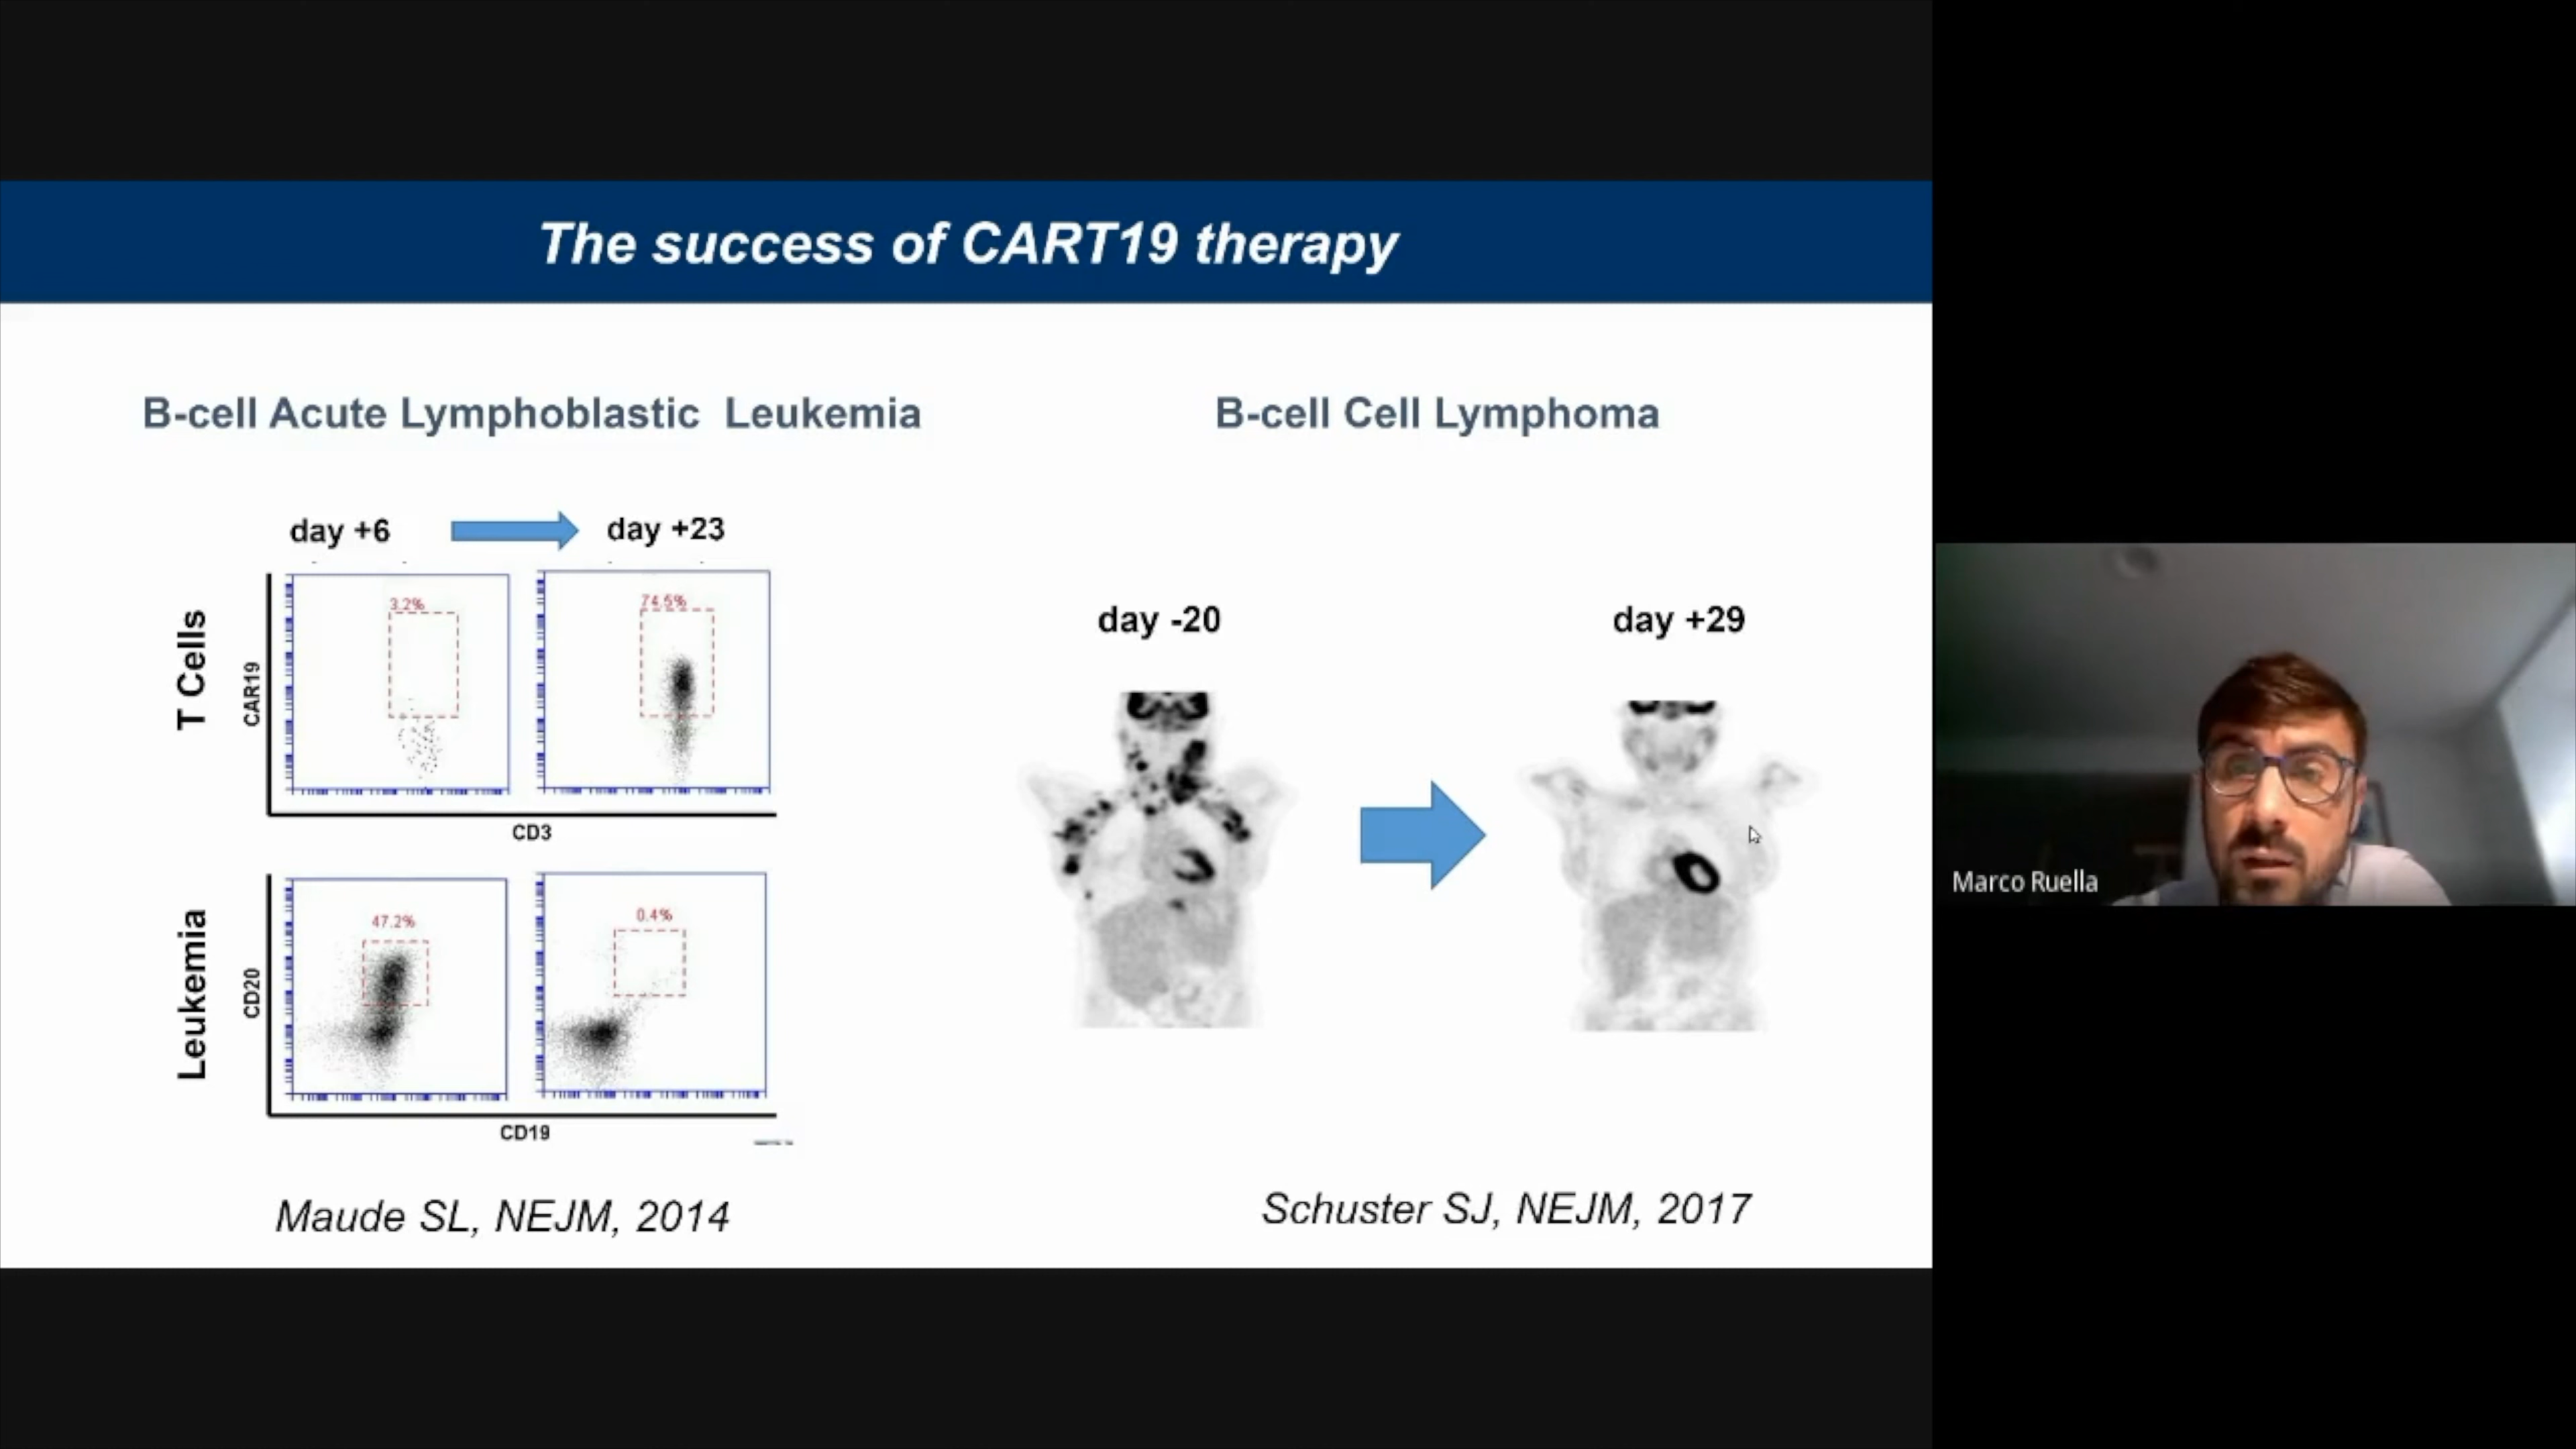 The success of CART19 therapy
B-cell Acute Lymphoblastic Leukemia
B-cell Cell Lymphoma
day +6
day +23
T Cells
CAR19
3.2%
74.5%
CD3
Leukemia
CD20
47.2%
0.4%
CD19
day -20
day +29
Maude SL, NEJM, 2014
Schuster SJ, NEJM, 2017
Marco Ruella